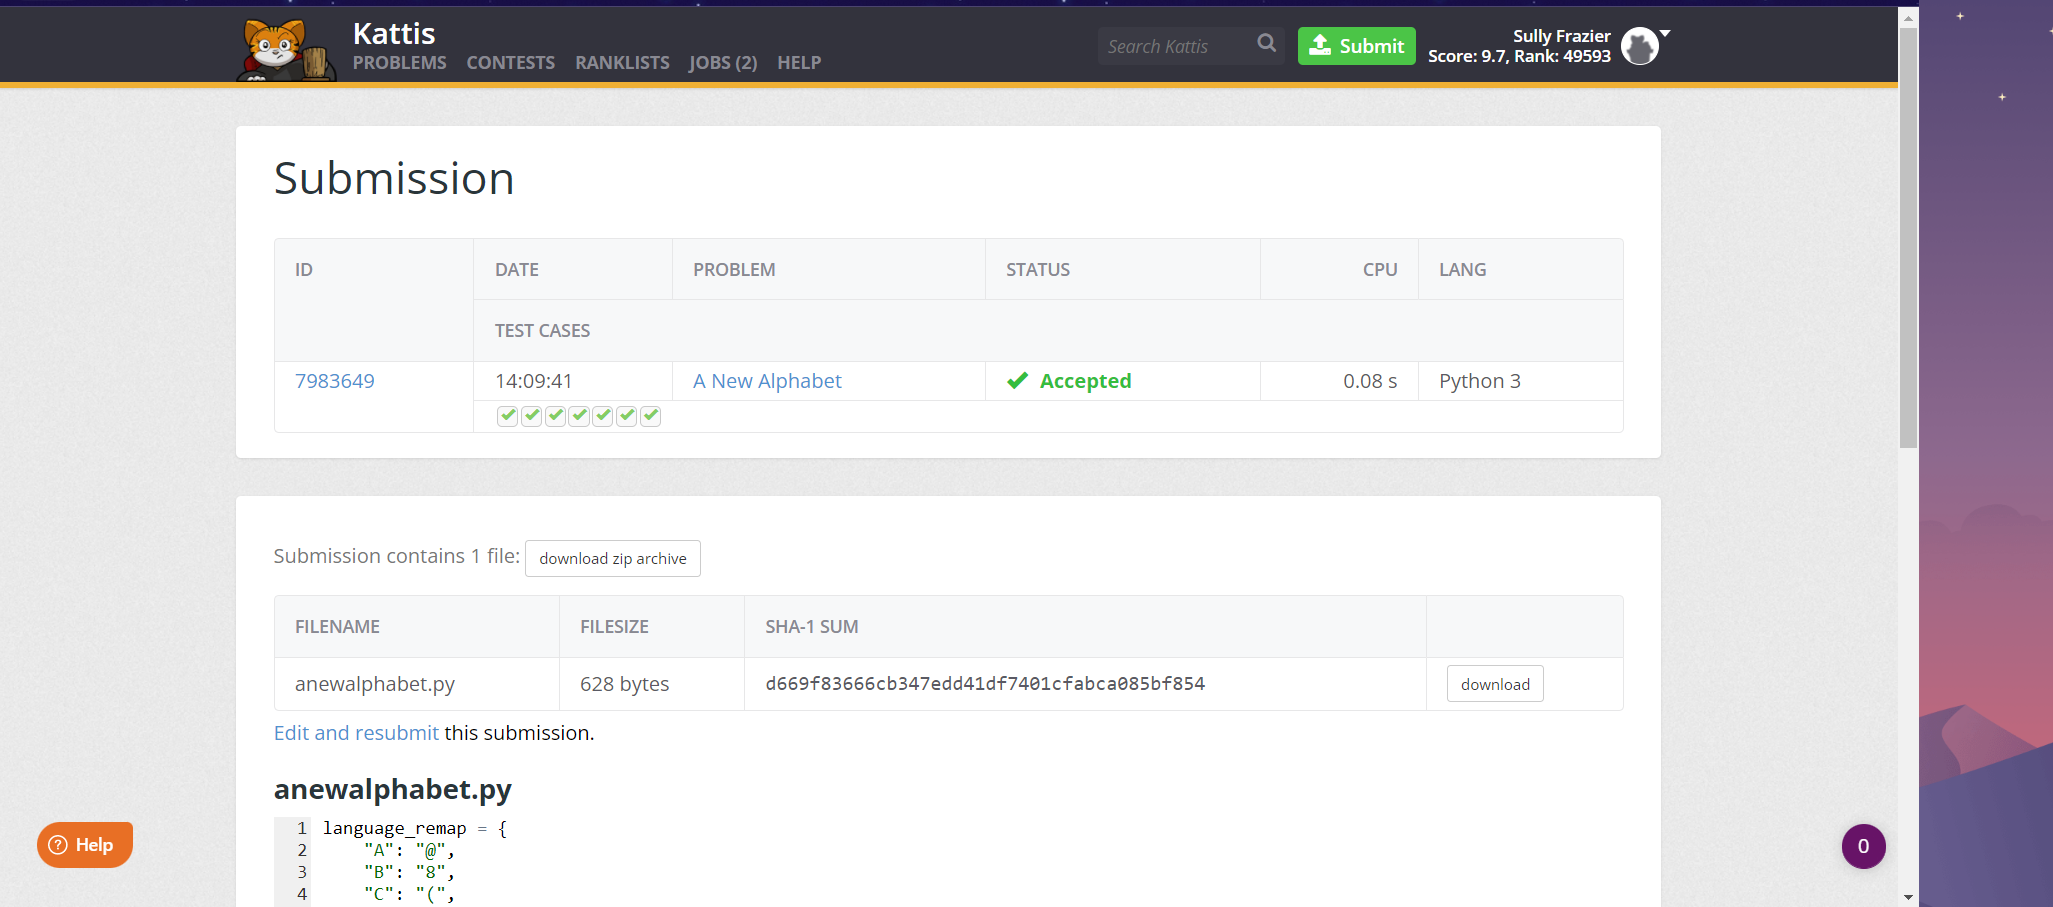 Kattis
PROBLEMS CONTESTS RANKLISTS JOBS (2) HELP
Search Kattis
Submit
Sully Frazier
Score: 9.7, Rank: 49593
Submission
ID DATE PROBLEM STATUS CPU LANG
TEST CASES
7983649 14:09:41 A New Alphabet Accepted 0.08 s Python 3
Submission contains 1 file: download zip archive
FILENAME FILESIZE SHA-1 SUM
anewalphabet.py 628 bytes d669f83666cb347edd41df7401cfabca085bf854 download
Edit and resubmit this submission.
anewalphabet.py
1 language_remap = {
2 "A": "@",
3 "B": "8",
4 "C": "(",
? Help
0